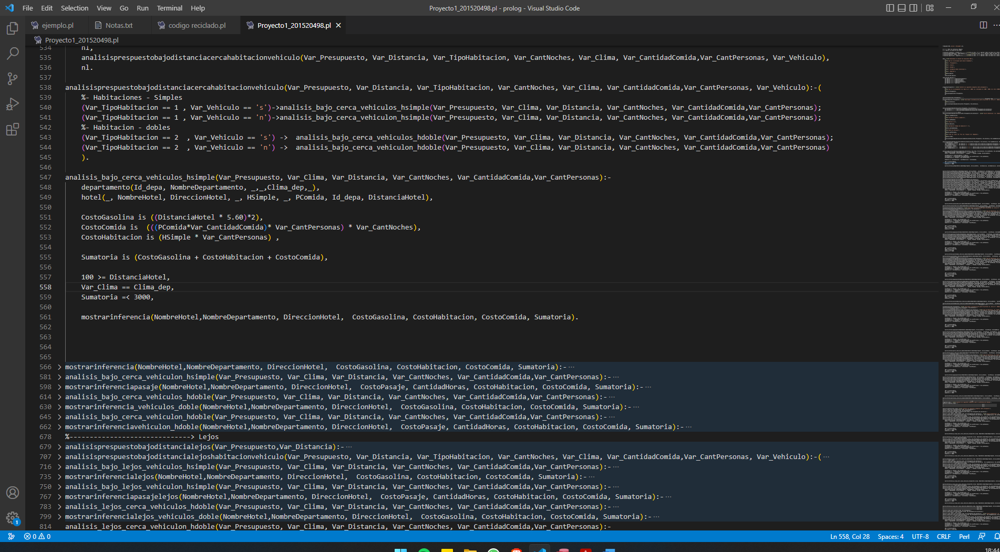 File Edit Selection View Go Run Terminal Help
Proyecto1_201520498.pl - prolog - Visual Studio Code
ejemplo.pl
Notas.txt
codigo reciclado.pl
Proyecto1_201520498.pl
Proyecto1_201520498.pl
534 nl,
535 analisisprespuestobajodistanciacercahabitacionvehiculo(Var_Presupuesto, Var_Distancia, Var_TipoHabitacion, Var_CantNoches, Var_Clima, Var_CantidadComida,Var_CantPersonas, Var_Vehiculo),
536 nl.
537
538 analisisprespuestobajodistanciacercahabitacionvehiculo(Var_Presupuesto, Var_Distancia, Var_TipoHabitacion, Var_CantNoches, Var_Clima, Var_CantidadComida,Var_CantPersonas, Var_Vehiculo):-(
539 %- Habitaciones - Simples
540 (Var_TipoHabitacion == 1 , Var_Vehiculo == 's')->analisis_bajo_cerca_vehiculos_hsimple(Var_Presupuesto, Var_Clima, Var_Distancia, Var_CantNoches, Var_CantidadComida,Var_CantPersonas);
541 (Var_TipoHabitacion == 1 , Var_Vehiculo == 'n')->analisis_bajo_cerca_vehiculon_hsimple(Var_Presupuesto, Var_Clima, Var_Distancia, Var_CantNoches, Var_CantidadComida,Var_CantPersonas);
542 %- Habitacion - dobles
543 (Var_TipoHabitacion == 2  , Var_Vehiculo == 's') ->  analisis_bajo_cerca_vehiculos_hdoble(Var_Presupuesto, Var_Clima, Var_Distancia, Var_CantNoches, Var_CantidadComida,Var_CantPersonas);
544 (Var_TipoHabitacion == 2  , Var_Vehiculo == 'n') ->  analisis_bajo_cerca_vehiculon_hdoble(Var_Presupuesto, Var_Clima, Var_Distancia, Var_CantNoches, Var_CantidadComida,Var_CantPersonas)
545 ).
546
547 analisis_bajo_cerca_vehiculos_hsimple(Var_Presupuesto, Var_Clima, Var_Distancia, Var_CantNoches, Var_CantidadComida,Var_CantPersonas):-
548 departamento(Id_depa, NombreDepartamento, _,_,Clima_dep,_),
549 hotel(_, NombreHotel, DireccionHotel, _, HSimple, _, PComida, Id_depa, DistanciaHotel),
550
551 CostoGasolina is ((DistanciaHotel * 5.60)*2),
552 CostoComida is  (((PComida*Var_CantidadComida)* Var_CantPersonas) * Var_CantNoches),
553 CostoHabitacion is (HSimple * Var_CantPersonas) ,
554
555 Sumatoria is (CostoGasolina + CostoHabitacion + CostoComida),
556
557 100 >= DistanciaHotel,
558 Var_Clima == Clima_dep,
559 Sumatoria =< 3000,
560
561 mostrarinferencia(NombreHotel,NombreDepartamento, DireccionHotel,  CostoGasolina, CostoHabitacion, CostoComida, Sumatoria).
562
563
564
565
566 mostrarinferencia(NombreHotel,NombreDepartamento, DireccionHotel,  CostoGasolina, CostoHabitacion, CostoComida, Sumatoria):- ···
581 analisis_bajo_cerca_vehiculon_hsimple(Var_Presupuesto, Var_Clima, Var_Distancia, Var_CantNoches, Var_CantidadComida,Var_CantPersonas):- ···
598 mostrarinferenciapasaje(NombreHotel,NombreDepartamento, DireccionHotel,  CostoPasaje, CantidadHoras, CostoHabitacion, CostoComida, Sumatoria):- ···
614 analisis_bajo_cerca_vehiculos_hdoble(Var_Presupuesto, Var_Clima, Var_Distancia, Var_CantNoches, Var_CantidadComida,Var_CantPersonas):- ···
630 mostrarinferencia_vehiculos_doble(NombreHotel,NombreDepartamento, DireccionHotel,  CostoGasolina, CostoHabitacion, CostoComida, Sumatoria):- ···
645 analisis_bajo_cerca_vehiculon_hdoble(Var_Presupuesto, Var_Clima, Var_Distancia, Var_CantNoches, Var_CantidadComida,Var_CantPersonas):- ···
662 mostrarinferenciavehiculon_hdoble(NombreHotel,NombreDepartamento, DireccionHotel,  CostoPasaje, CantidadHoras, CostoHabitacion, CostoComida, Sumatoria):- ···
678 %------------------------------> Lejos
679 analisisprespuestobajodistancialejos(Var_Presupuesto,Var_Distancia):- ···
707 analisisprespuestobajodistancialejoshabitacionvehiculo(Var_Presupuesto, Var_Distancia, Var_TipoHabitacion, Var_CantNoches, Var_Clima, Var_CantidadComida,Var_CantPersonas, Var_Vehiculo):-( ···
716 analisis_bajo_lejos_vehiculos_hsimple(Var_Presupuesto, Var_Clima, Var_Distancia, Var_CantNoches, Var_CantidadComida,Var_CantPersonas):- ···
735 mostrarinferencialejos(NombreHotel,NombreDepartamento, DireccionHotel,  CostoGasolina, CostoHabitacion, CostoComida, Sumatoria):- ···
750 analisis_bajo_lejos_vehiculon_hsimple(Var_Presupuesto, Var_Clima, Var_Distancia, Var_CantNoches, Var_CantidadComida,Var_CantPersonas):- ···
767 mostrarinferenciapasajelejos(NombreHotel,NombreDepartamento, DireccionHotel,  CostoPasaje, CantidadHoras, CostoHabitacion, CostoComida, Sumatoria):- ···
783 analisis_lejos_cerca_vehiculos_hdoble(Var_Presupuesto, Var_Clima, Var_Distancia, Var_CantNoches, Var_CantidadComida,Var_CantPersonas):- ···
799 mostrarinferencialejos_vehiculos_doble(NombreHotel,NombreDepartamento, DireccionHotel,  CostoGasolina, CostoHabitacion, CostoComida, Sumatoria):- ···
814 analisis_lejos_cerca_vehiculon_hdoble(Var_Presupuesto, Var_Clima, Var_Distancia, Var_CantNoches, Var_CantidadComida,Var_CantPersonas):-
1
0 0
Ln 558, Col 28 Spaces: 4 UTF-8 CRLF Perl
18:44